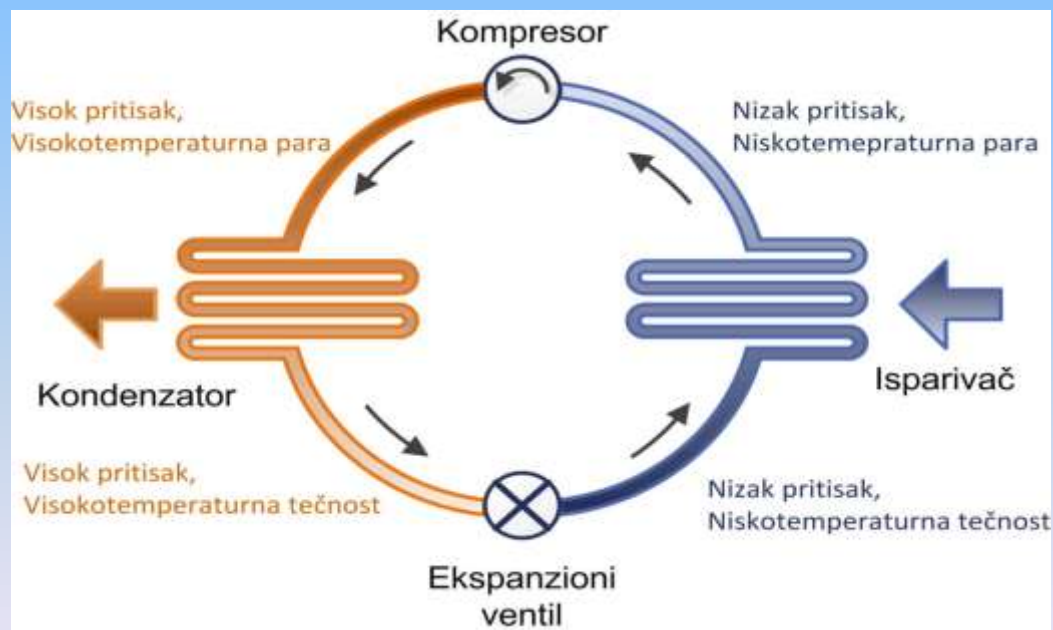 Kompresor
Visok pritisak,
Visokotemperaturna para
Nizak pritisak,
Niskotemepraturna para
Kondenzator
Isparivač
Visok pritisak,
Visokotemperaturna tečnost
Nizak pritisak,
Niskotemperaturna tečnost
Ekspanzioni
ventil